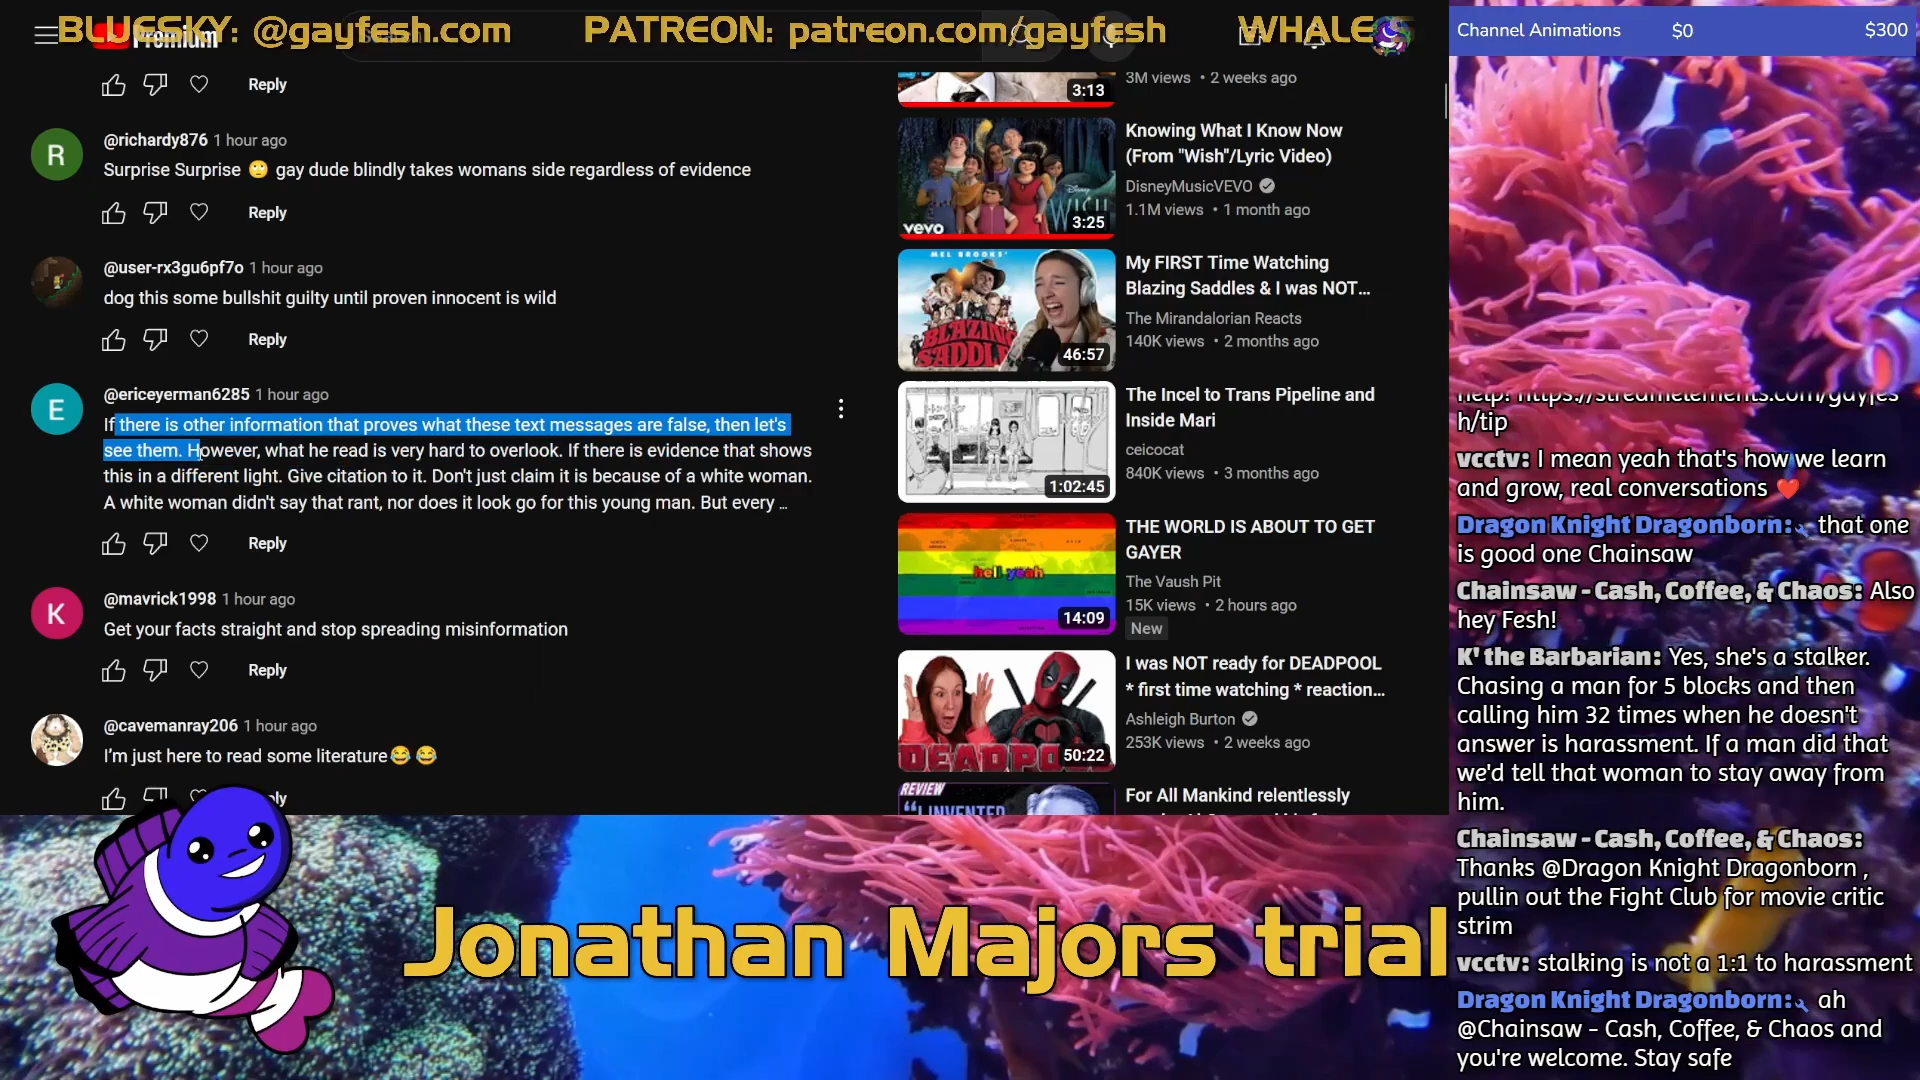 BLUESKY: @gayfesh.com PATREON: patreon.com/gayfesh WHALE
Premium
Reply
@richardy876 1 hour ago
Surprise Surprise 🙄 gay dude blindly takes womans side regardless of evidence
Reply
@user-rx3gu6pf7o 1 hour ago
dog this some bullshit guilty until proven innocent is wild
Reply
@ericeyerman6285 1 hour ago
If there is other information that proves what these text messages are false, then let's
see them. However, what he read is very hard to overlook. If there is evidence that shows
this in a different light. Give citation to it. Don't just claim it is because of a white woman.
A white woman didn't say that rant, nor does it look go for this young man. But every ...
Reply
@mavrick1998 1 hour ago
Get your facts straight and stop spreading misinformation
Reply
@cavemanray206 1 hour ago
I'm just here to read some literature😂 😂
3:13
3M views • 2 weeks ago
WISH
vevo
3:25
Knowing What I Know Now
(From "Wish"/Lyric Video)
DisneyMusicVEVO
1.1M views • 1 month ago
MEL BROOKS'
BLAZING
SADDLE
46:57
My FIRST Time Watching
Blazing Saddles & I was NOT...
The Mirandalorian Reacts
140K views • 2 months ago
1:02:45
The Incel to Trans Pipeline and
Inside Mari
ceicocat
840K views • 3 months ago
hell yeah
14:09
THE WORLD IS ABOUT TO GET
GAYER
The Vaush Pit
15K views • 2 hours ago
New
DEADPOOL
50:22
I was NOT ready for DEADPOOL
* first time watching * reaction...
Ashleigh Burton
253K views • 2 weeks ago
REVIEW
"I INVENTED
For All Mankind relentlessly
Channel Animations $0 $300
help! https://streamelements.com/gayfes
h/tip
vcctv: I mean yeah that's how we learn
and grow, real conversations ❤️
Dragon Knight Dragonborn: that one
is good one Chainsaw
Chainsaw - Cash, Coffee, & Chaos: Also
hey Fesh!
K' the Barbarian: Yes, she's a stalker.
Chasing a man for 5 blocks and then
calling him 32 times when he doesn't
answer is harassment. If a man did that
we'd tell that woman to stay away from
him.
Chainsaw - Cash, Coffee, & Chaos:
Thanks @Dragon Knight Dragonborn ,
pullin out the Fight Club for movie critic
strim
vcctv: stalking is not a 1:1 to harassment
Dragon Knight Dragonborn: ah
@Chainsaw - Cash, Coffee, & Chaos and
you're welcome. Stay safe
Jonathan Majors trial